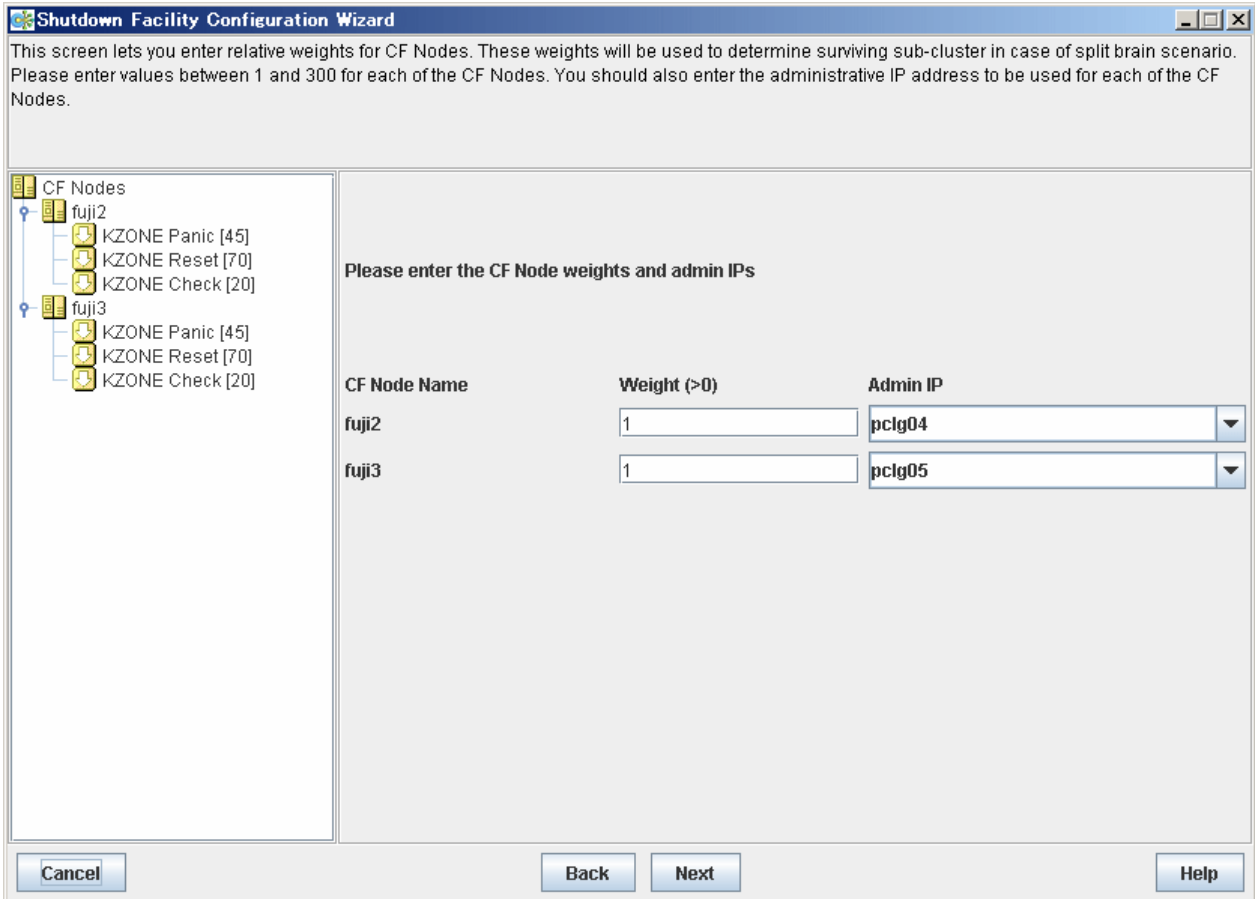 Shutdown Facility Configuration Wizard
This screen lets you enter relative weights for CF Nodes. These weights will be used to determine surviving sub-cluster in case of split brain scenario.
Please enter values between 1 and 300 for each of the CF Nodes. You should also enter the administrative IP address to be used for each of the CF
Nodes.
CF Nodes
fuji2
KZONE Panic [45]
KZONE Reset [70]
KZONE Check [20]
fuji3
KZONE Panic [45]
KZONE Reset [70]
KZONE Check [20]
Please enter the CF Node weights and admin IPs
CF Node Name Weight (>0) Admin IP
fuji2 1 pclg04
fuji3 1 pclg05
Cancel Back Next Help